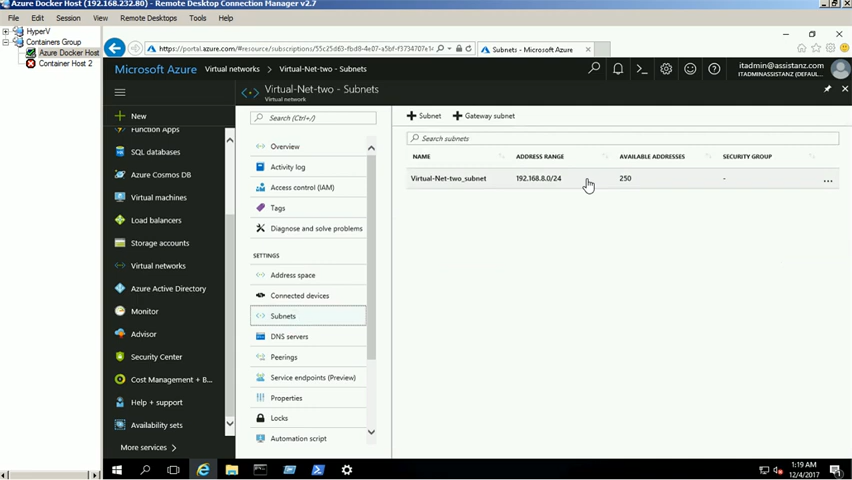 Azure Docker Host (192.168.232.80) - Remote Desktop Connection Manager v2.7
File Session View Remote Desktops Tools Help
HyperV
Containers Group
Azure Docker Host
Container Host 2
https://portal.azure.com/#resource/subscriptions/55c25d63-fbd8-4e07-a5bf-f3734707e1
Subnets - Microsoft Azure
Microsoft Azure Virtual networks > Virtual-Net-two - Subnets
itadmin@assistanz.com
ITADMINASSISTANZ (DEFAUL...
New
Function Apps
SQL databases
Azure Cosmos DB
Virtual machines
Load balancers
Storage accounts
Virtual networks
Azure Active Directory
Monitor
Advisor
Security Center
Cost Management + B...
Help + support
Availability sets
More services >
Virtual-Net-two - Subnets
Virtual network
Search (Ctrl+/)
Overview
Activity log
Access control (IAM)
Tags
Diagnose and solve problems
SETTINGS
Address space
Connected devices
Subnets
DNS servers
Peerings
Service endpoints (Preview)
Properties
Locks
Automation script
+ Subnet + Gateway subnet
Search subnets
NAME ADDRESS RANGE AVAILABLE ADDRESSES SECURITY GROUP
Virtual-Net-two_subnet 192.168.8.0/24 250 - ...
1:19 AM
12/4/2017